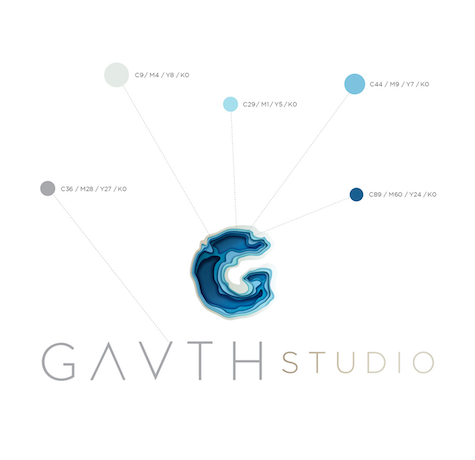 C9/ M4 / Y8 / K0
C44 / M9 / Y7 / K0
C29/ M1/ Y5 / K0
C36 / M28 / Y27 / K0
C89 / M60 / Y24 / K0
G
GAVTH STUDIO